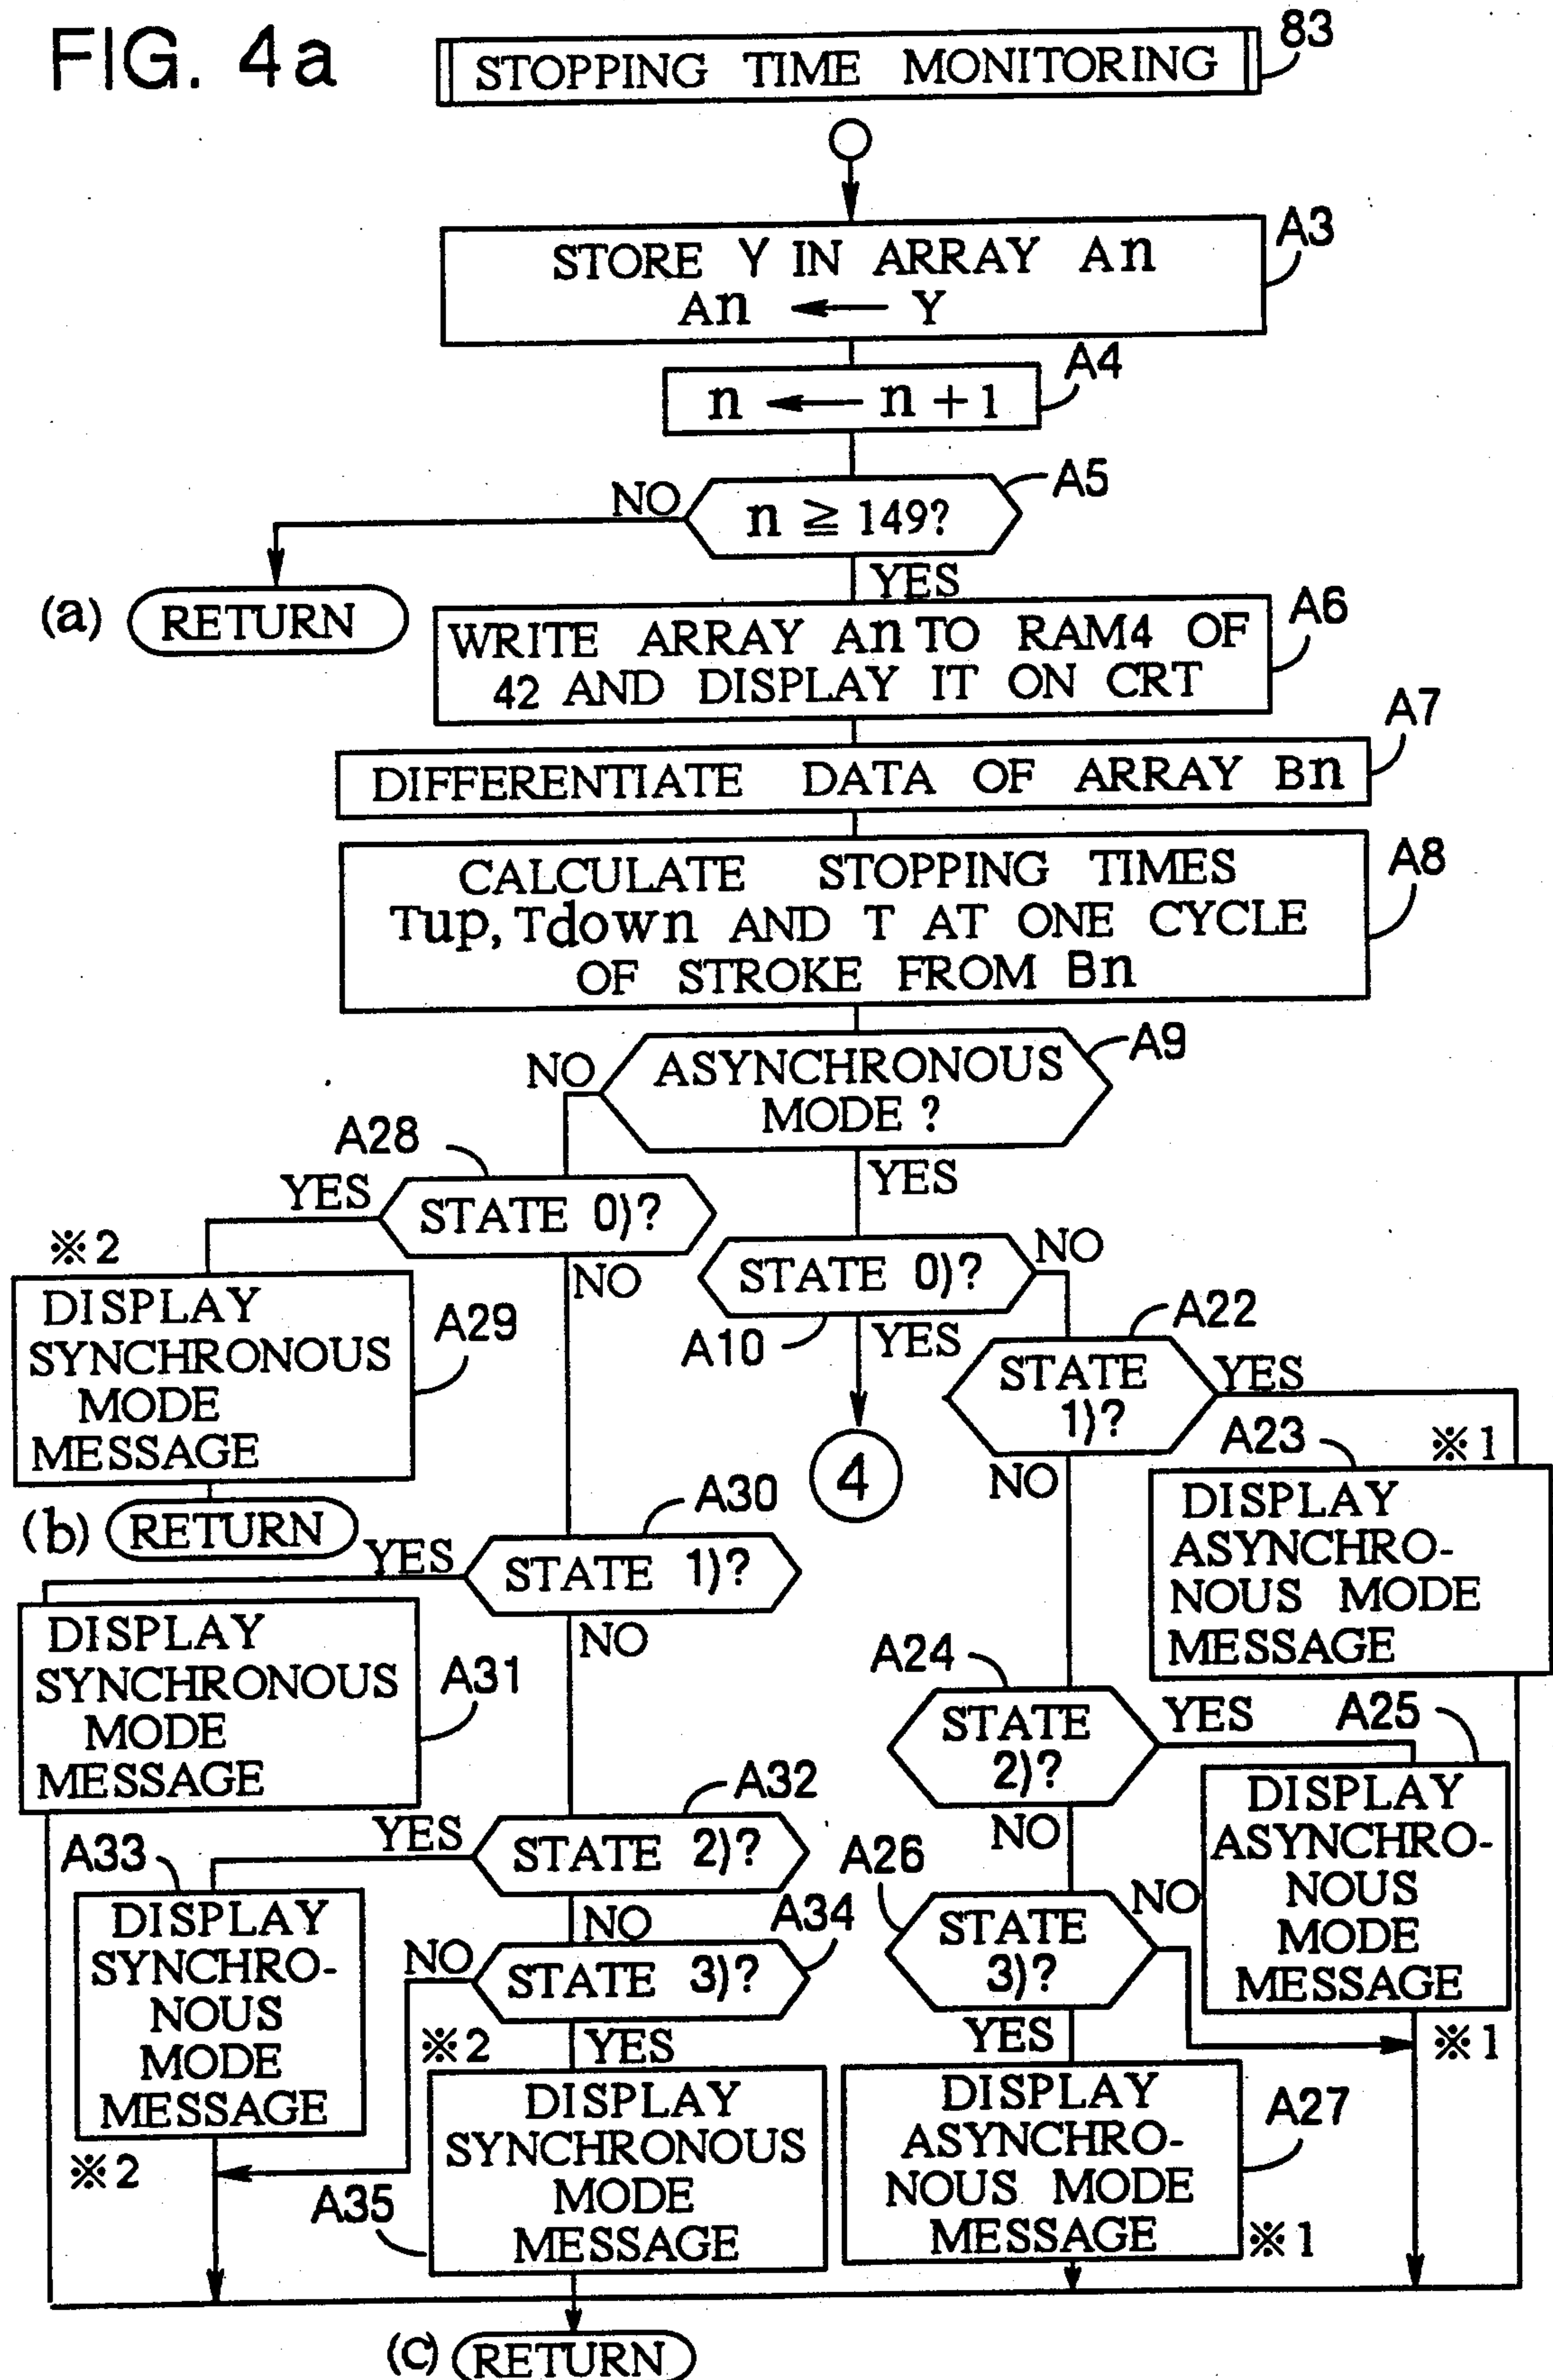 FIG. 4a
STOPPING TIME MONITORING
83
STORE Y IN ARRAY An
An ← Y
A3
n ← n + 1
A4
n ≧ 149?
A5
NO
YES
(a) RETURN
WRITE ARRAY An TO RAM4 OF
42 AND DISPLAY IT ON CRT
A6
DIFFERENTIATE DATA OF ARRAY Bn
A7
CALCULATE STOPPING TIMES
Tup, Tdown AND T AT ONE CYCLE
OF STROKE FROM Bn
A8
ASYNCHRONOUS
MODE ?
A9
NO
YES
A28
STATE 0)?
YES
NO
※2
DISPLAY
SYNCHRONOUS
MODE
MESSAGE
A29
(b) RETURN
STATE 0)?
A10
NO
YES
4
A22
STATE
1)?
YES
NO
A23
※1
DISPLAY
ASYNCHRO-
NOUS MODE
MESSAGE
A30
STATE 1)?
YES
NO
DISPLAY
SYNCHRONOUS
MODE
MESSAGE
A31
A24
STATE
2)?
YES
NO
A25
DISPLAY
ASYNCHRO-
NOUS
MODE
MESSAGE
※1
A32
STATE 2)?
YES
NO
A33
DISPLAY
SYNCHRO-
NOUS
MODE
MESSAGE
※2
A34
STATE 3)?
NO
YES
※2
DISPLAY
SYNCHRONOUS
MODE
MESSAGE
A35
A26
STATE
3)?
NO
YES
DISPLAY
ASYNCHRO-
NOUS MODE
MESSAGE
A27
※1
(c) RETURN